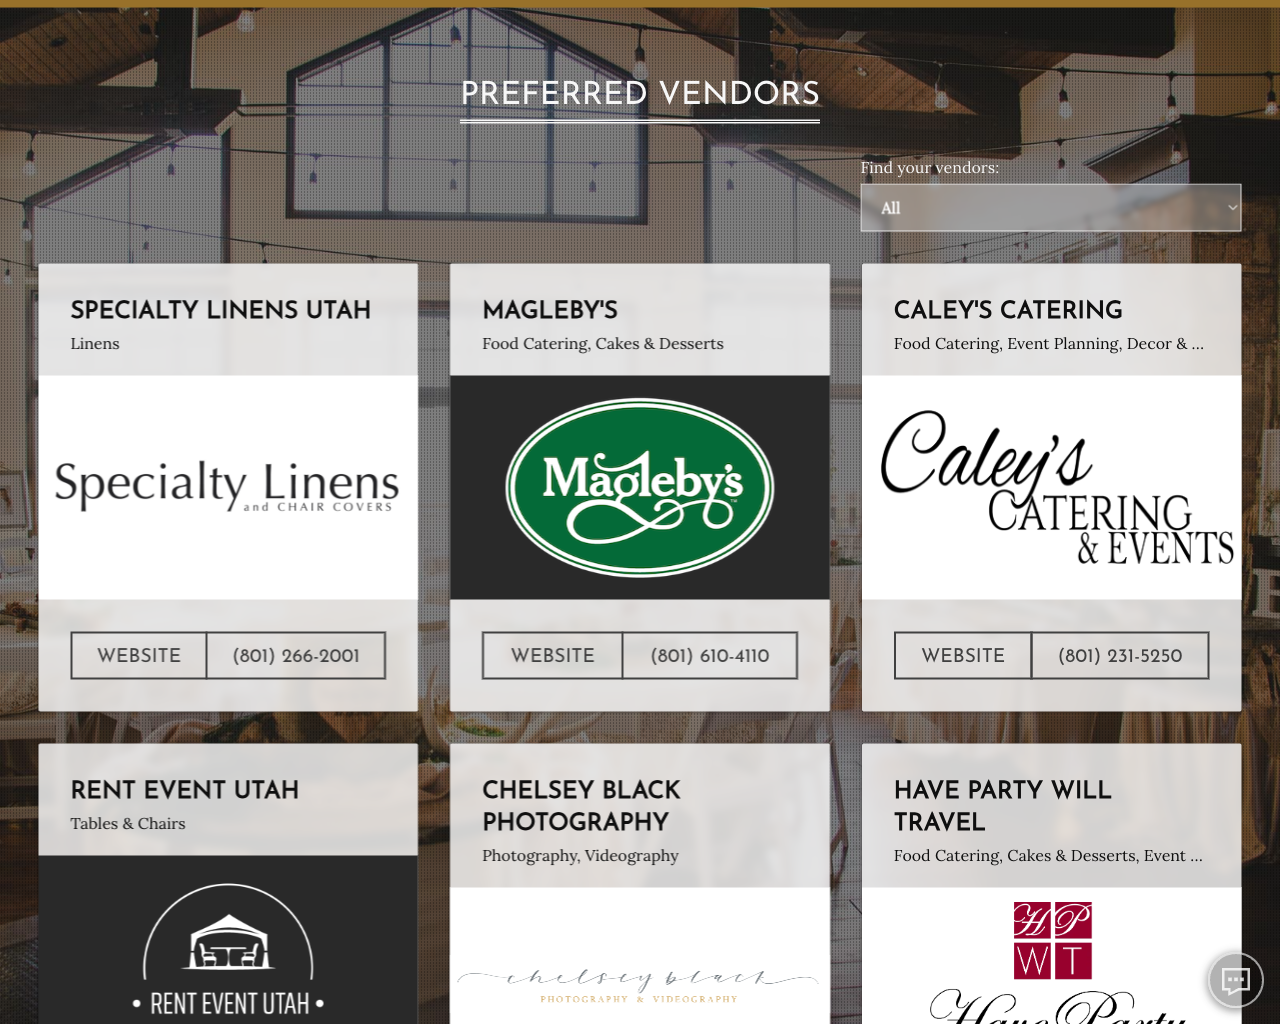 PREFERRED VENDORS
Find your vendors:
All
SPECIALTY LINENS UTAH
Linens
Specialty Linens
and CHAIR COVERS
WEBSITE
(801) 266-2001
MAGLEBY'S
Food Catering, Cakes & Desserts
Magleby's
WEBSITE
(801) 610-4110
CALEY'S CATERING
Food Catering, Event Planning, Decor & ...
Caley's
CATERING
& EVENTS
WEBSITE
(801) 231-5250
RENT EVENT UTAH
Tables & Chairs
• RENT EVENT UTAH •
CHELSEY BLACK
PHOTOGRAPHY
Photography, Videography
chelsey black
PHOTOGRAPHY & VIDEOGRAPHY
HAVE PARTY WILL
TRAVEL
Food Catering, Cakes & Desserts, Event ...
HP
WT
Have Party